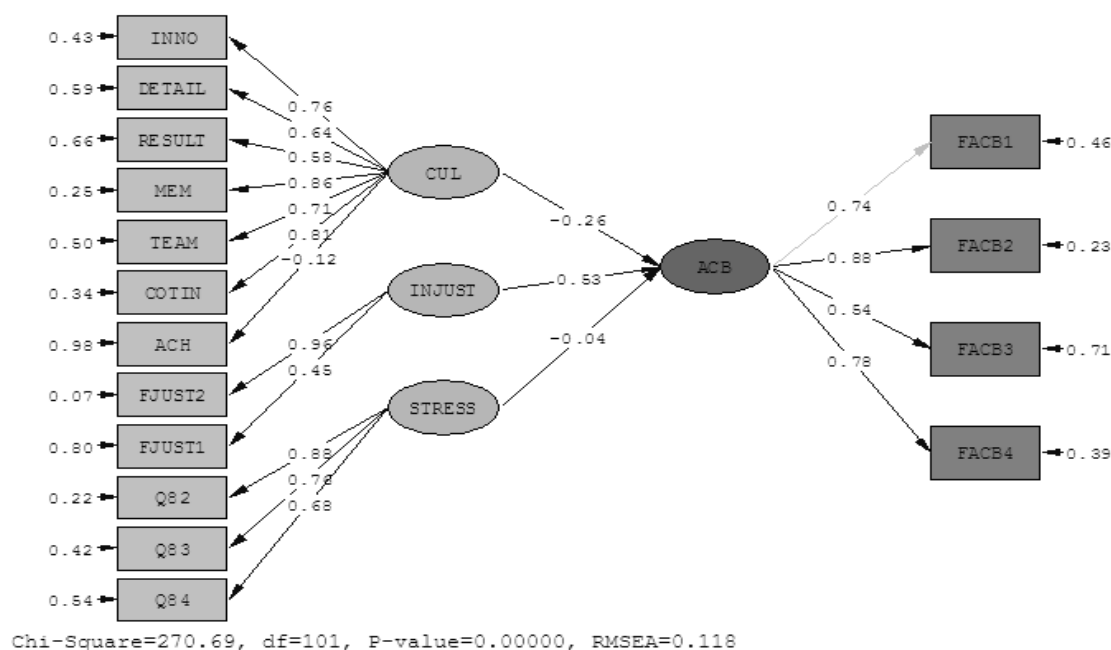 0.43 INNO
0.59 DETAIL
0.66 RESULT
0.25 MEM
0.50 TEAM
0.34 COTIN
0.98 ACH
0.07 FJUST2
0.80 FJUST1
0.22 Q82
0.42 Q83
0.54 Q84
0.76
0.64
0.58
0.86
0.71
0.81
-0.12
0.96
0.45
0.88
0.76
0.68
CUL
INJUST
STRESS
-0.26
0.53
-0.04
ACB
0.74
0.88
0.54
0.78
FACB1 0.46
FACB2 0.23
FACB3 0.71
FACB4 0.39
Chi-Square=270.69, df=101, P-value=0.00000, RMSEA=0.118